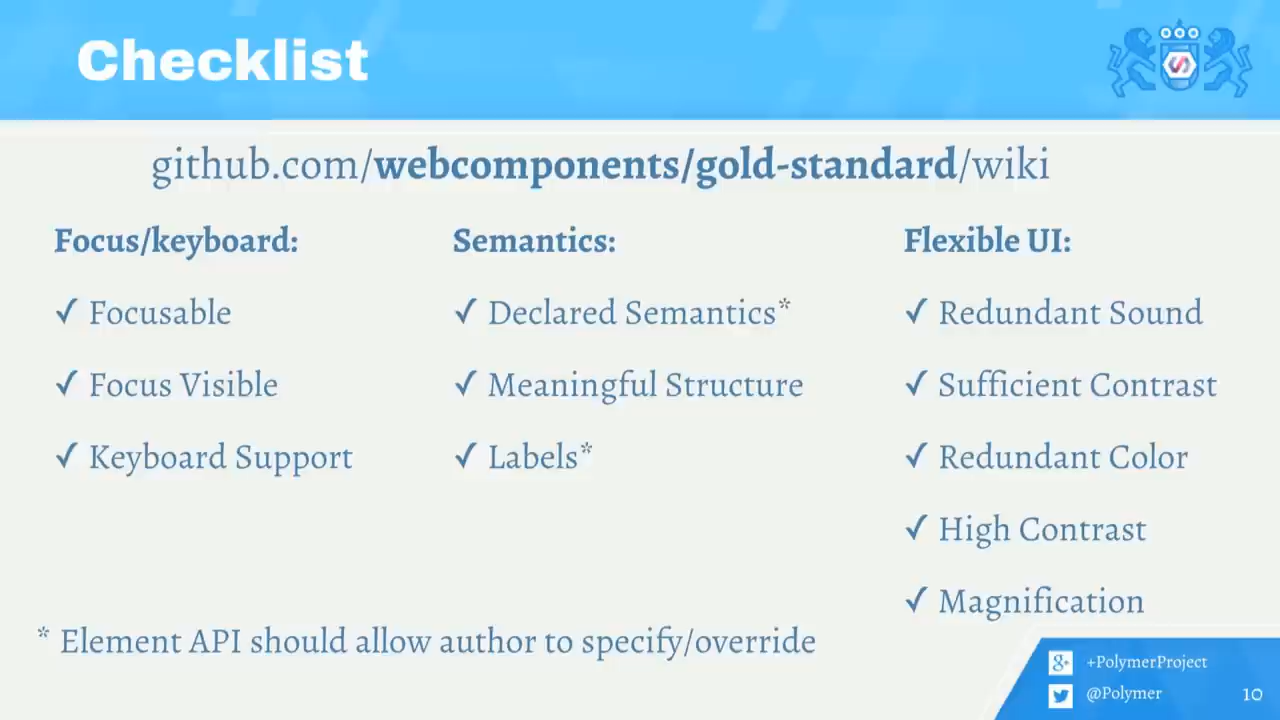 Checklist
github.com/webcomponents/gold-standard/wiki
Focus/keyboard:
✓ Focusable
✓ Focus Visible
✓ Keyboard Support
Semantics:
✓ Declared Semantics*
✓ Meaningful Structure
✓ Labels*
Flexible UI:
✓ Redundant Sound
✓ Sufficient Contrast
✓ Redundant Color
✓ High Contrast
✓ Magnification
* Element API should allow author to specify/override
g+ +PolymerProject
@Polymer
10